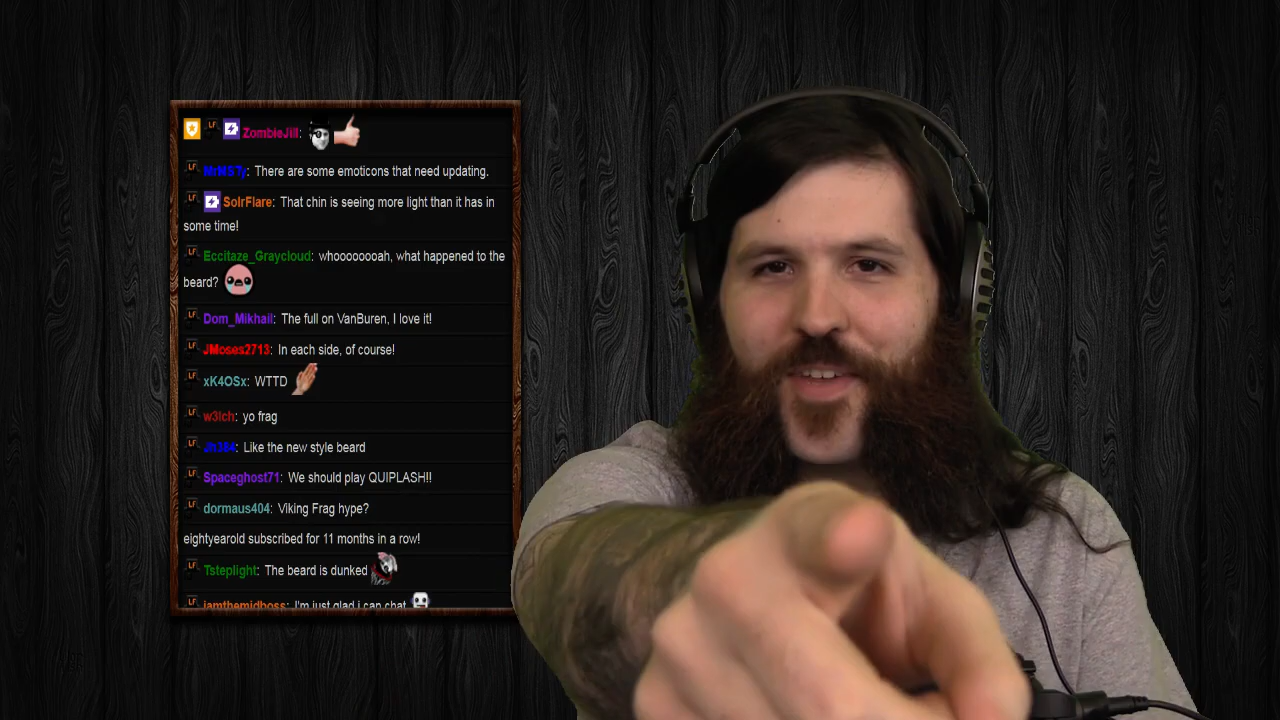 ZombieJill:
MrMS7y: There are some emoticons that need updating.
SolrFlare: That chin is seeing more light than it has in
some time!
Eccitaze_Graycloud: whoooooooah, what happened to the
beard?
Dom_Mikhail: The full on VanBuren, I love it!
JMoses2713: In each side, of course!
xK4OSx: WTTD
w3lch: yo frag
Jh384: Like the new style beard
Spaceghost71: We should play QUIPLASH!!
dormaus404: Viking Frag hype?
eightyearold subscribed for 11 months in a row!
Tsteplight: The beard is dunked
iamthemidboss: I'm just glad i can chat